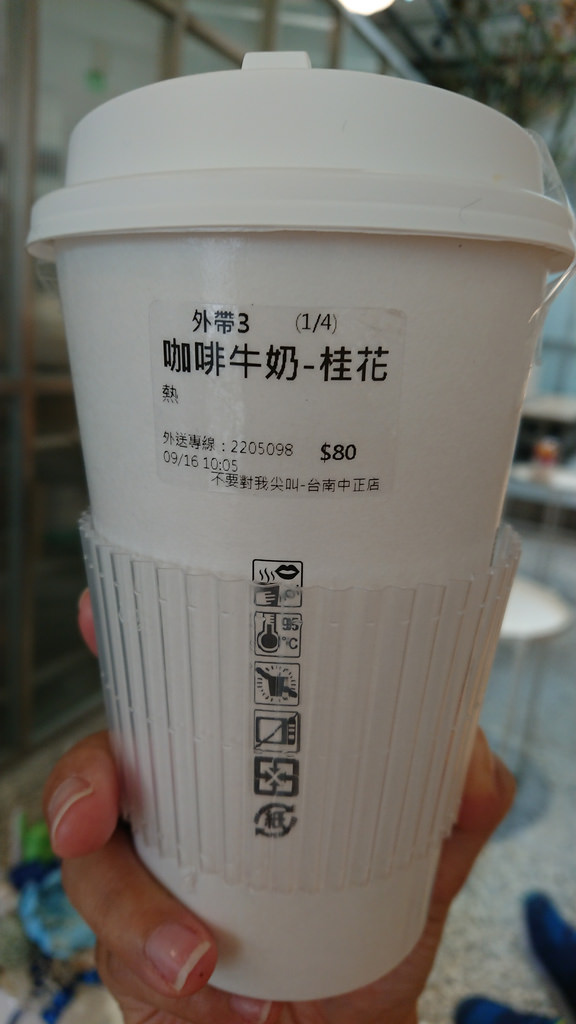 外帶3 (1/4)
咖啡牛奶-桂花
熱
外送專線：2205098 $80
09/16 10:05
不要對我尖叫-台南中正店
95
°C
紙